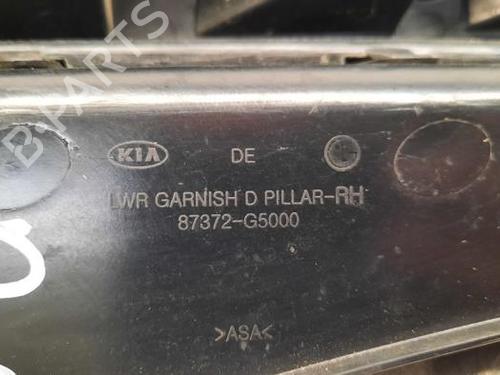 B-PARTS
KIA DE
LWR GARNISH D PILLAR-RH
87372-G5000
>ASA<